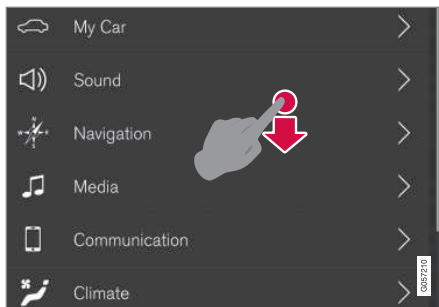 My Car
Sound
Navigation
Media
Communication
Climate
G057210